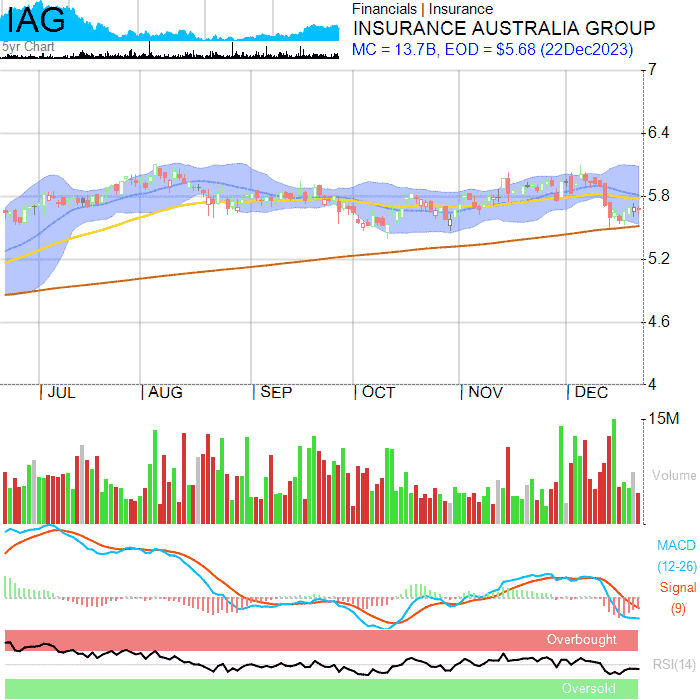 IAG
5yr Chart
Financials | Insurance
INSURANCE AUSTRALIA GROUP
MC = 13.7B, EOD = $5.68 (22Dec2023)
7
6.4
5.8
5.2
4.6
4
JUL AUG SEP OCT NOV DEC
15M
Volume
MACD
(12-26)
Signal
(9)
Overbought
RSI(14)
Oversold